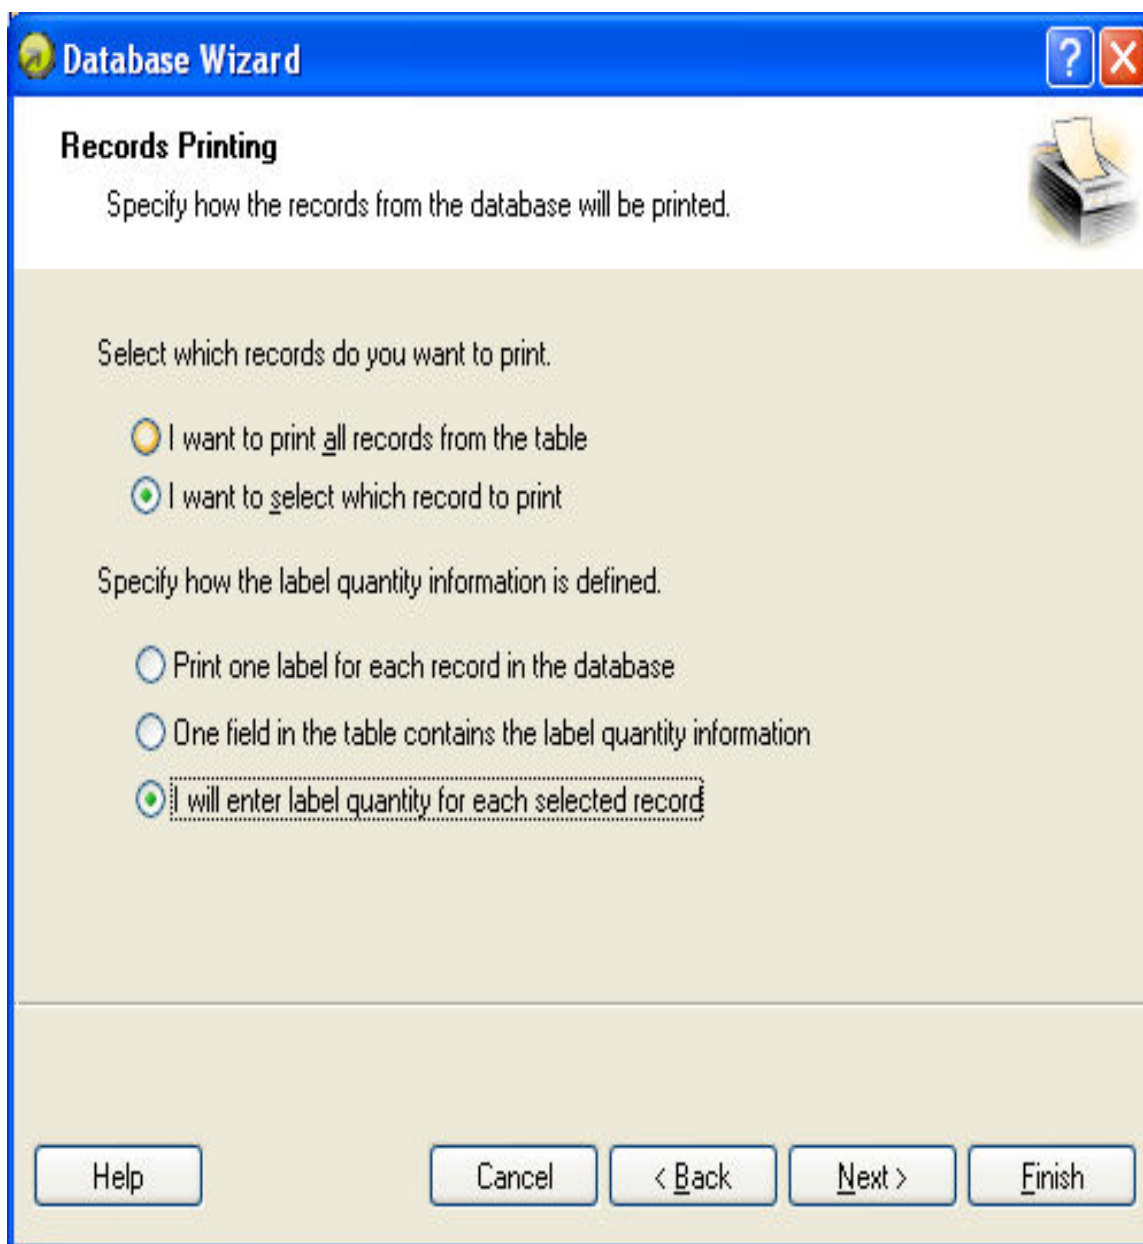 Database Wizard
?
Records Printing
Specify how the records from the database will be printed.
Select which records do you want to print.
I want to print all records from the table
I want to select which record to print
Specify how the label quantity information is defined.
Print one label for each record in the database
One field in the table contains the label quantity information
I will enter label quantity for each selected record
Help Cancel < Back Next > Finish